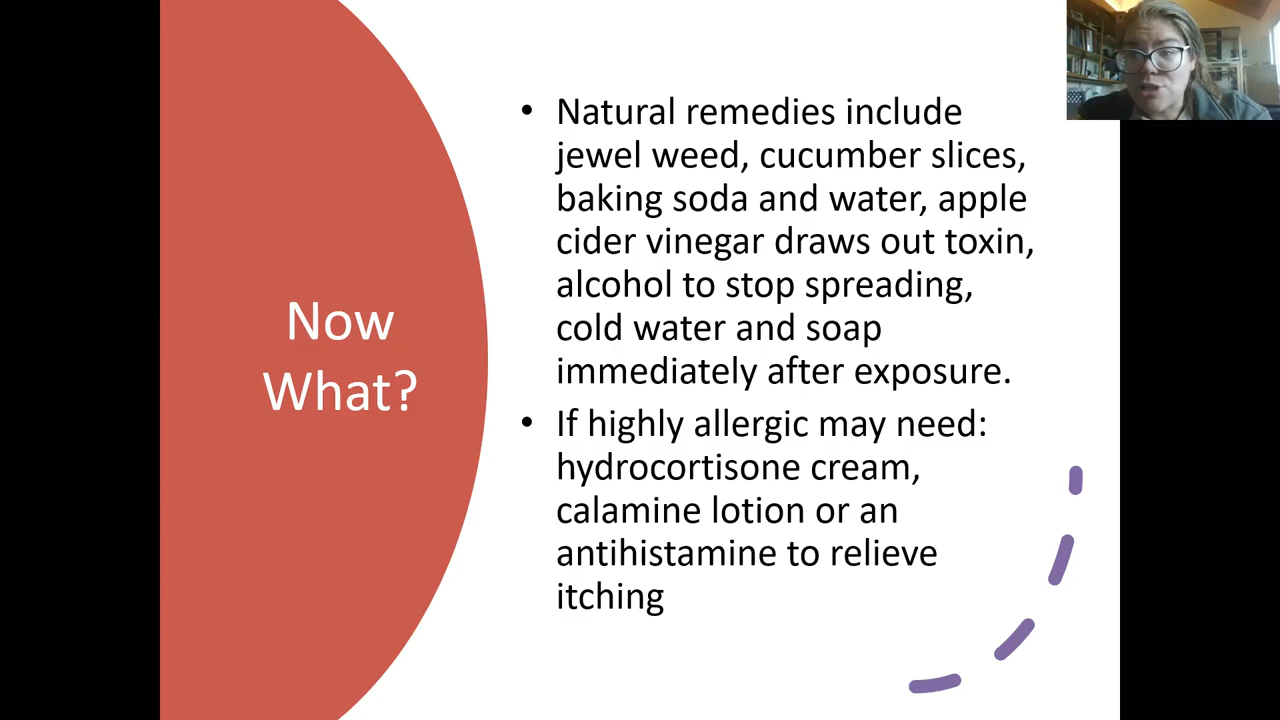 Now
What?
• Natural remedies include
jewel weed, cucumber slices,
baking soda and water, apple
cider vinegar draws out toxin,
alcohol to stop spreading,
cold water and soap
immediately after exposure.
• If highly allergic may need:
hydrocortisone cream,
calamine lotion or an
antihistamine to relieve
itching